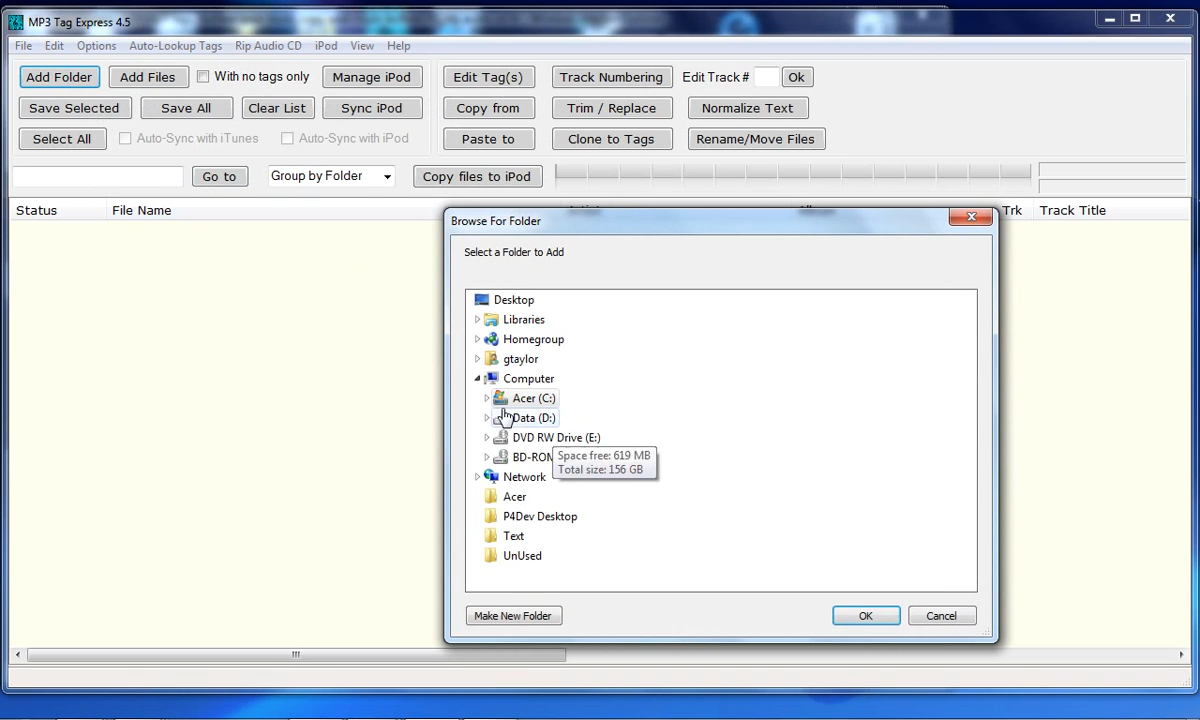 MP3 Tag Express 4.5
File Edit Options Auto-Lookup Tags Rip Audio CD iPod View Help
Add Folder Add Files With no tags only Manage iPod Edit Tag(s) Track Numbering Edit Track # Ok
Save Selected Save All Clear List Sync iPod Copy from Trim / Replace Normalize Text
Select All Auto-Sync with iTunes Auto-Sync with iPod Paste to Clone to Tags Rename/Move Files
Go to Group by Folder Copy files to iPod
Status File Name Trk Track Title
Browse For Folder
Select a Folder to Add
Desktop
Libraries
Homegroup
gtaylor
Computer
Acer (C:)
Data (D:)
DVD RW Drive (E:)
BD-ROM
Space free: 619 MB
Total size: 156 GB
Network
Acer
P4Dev Desktop
Text
UnUsed
Make New Folder OK Cancel